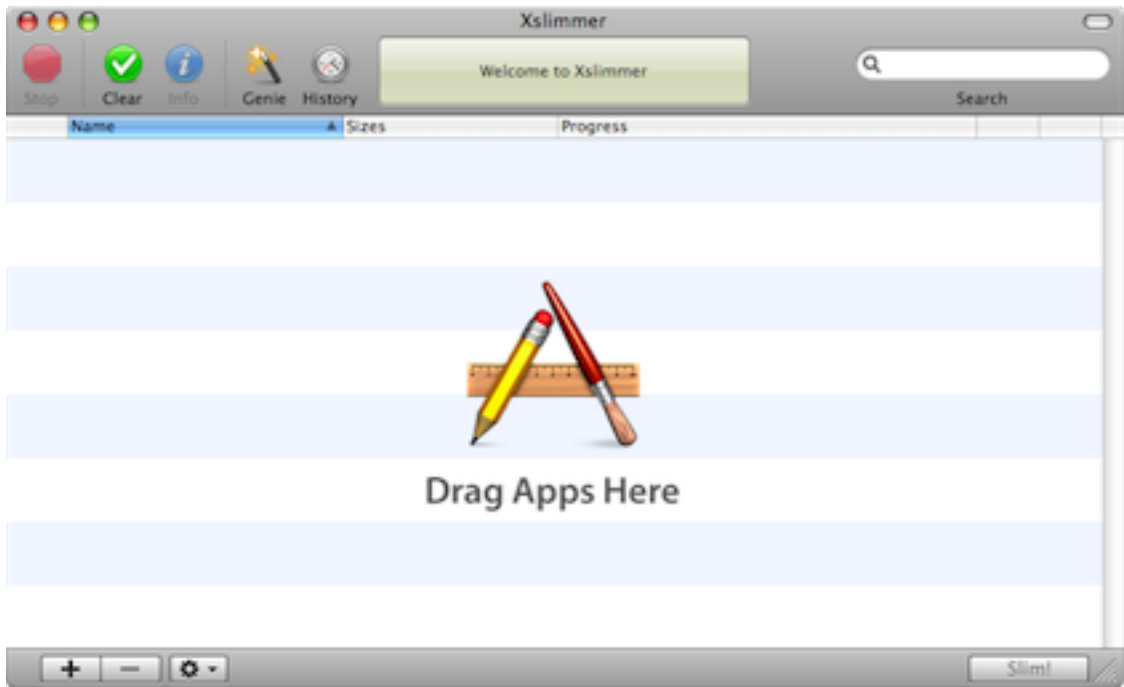 Xslimmer
Welcome to Xslimmer
Stop Clear Info Genie History Search
Name Sizes Progress
Drag Apps Here
Slim!